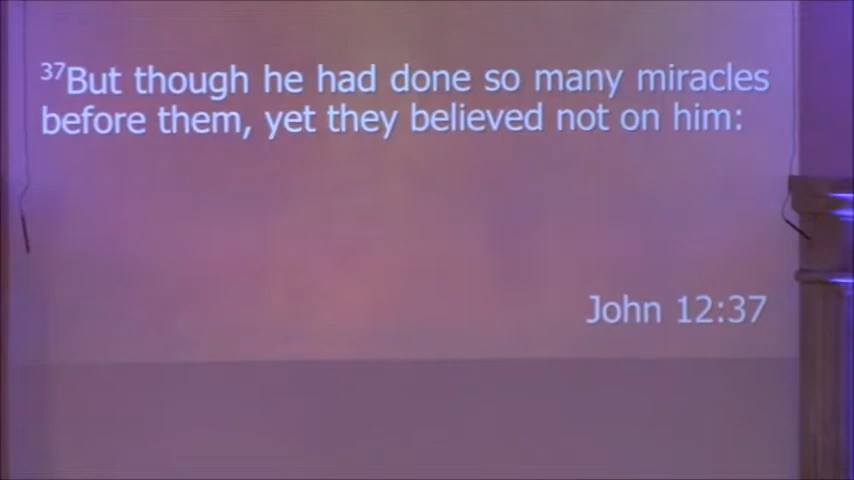 ³⁷But though he had done so many miracles
before them, yet they believed not on him:
John 12:37